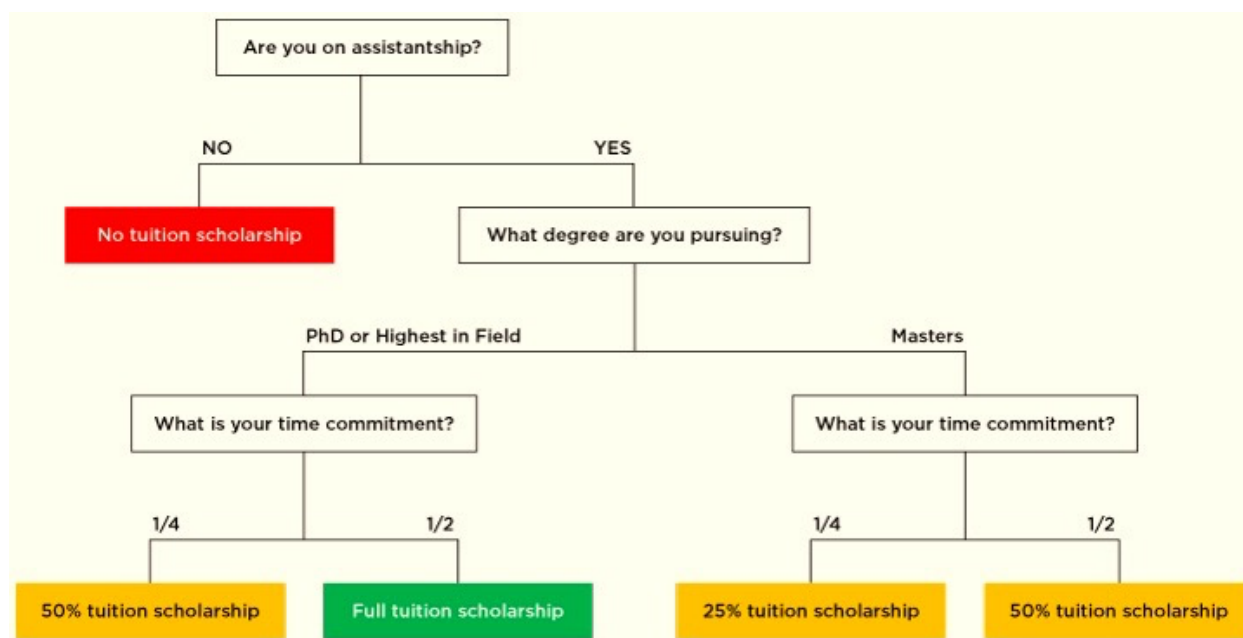 Are you on assistantship?
NO
YES
No tuition scholarship
What degree are you pursuing?
PhD or Highest in Field
Masters
What is your time commitment?
What is your time commitment?
1/4
1/2
1/4
1/2
50% tuition scholarship
Full tuition scholarship
25% tuition scholarship
50% tuition scholarship